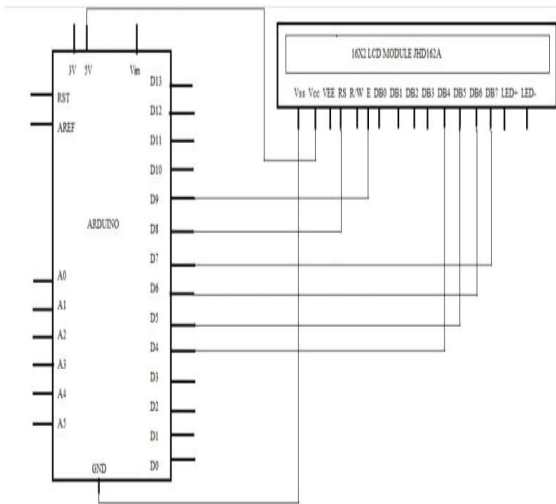 16X2 LCD MODULE JHD162A
Vss Vcc VEE RS R/W E DB0 DB1 DB2 DB3 DB4 DB5 DB6 DB7 LED+ LED-
3V 5V Vin
RST
AREF
ARDUINO
A0
A1
A2
A3
A4
A5
D13
D12
D11
D10
D9
D8
D7
D6
D5
D4
D3
D2
D1
D0
GND